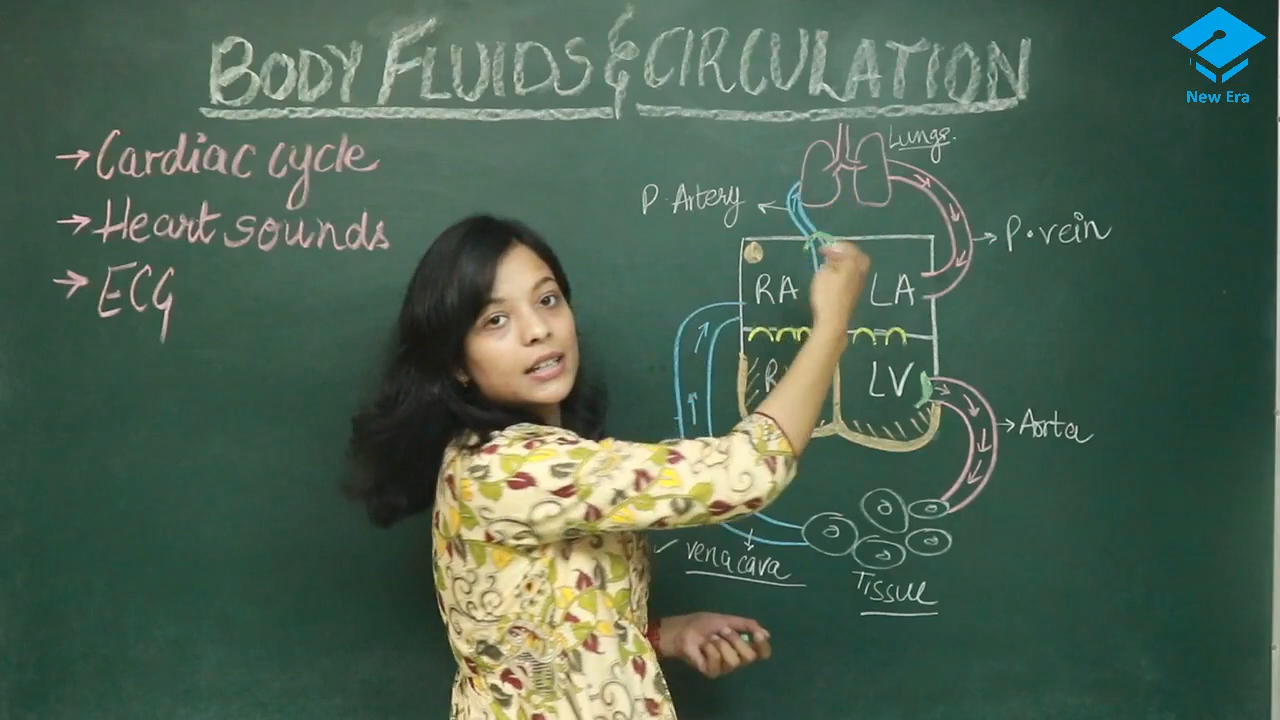 BODY FLUIDS & CIRCULATION
New Era
→ Cardiac cycle
→ Heart sounds
→ ECG
Lungs.
P. Artery
P. vein
RA
LA
LV
Aorta
vena cava
Tissue